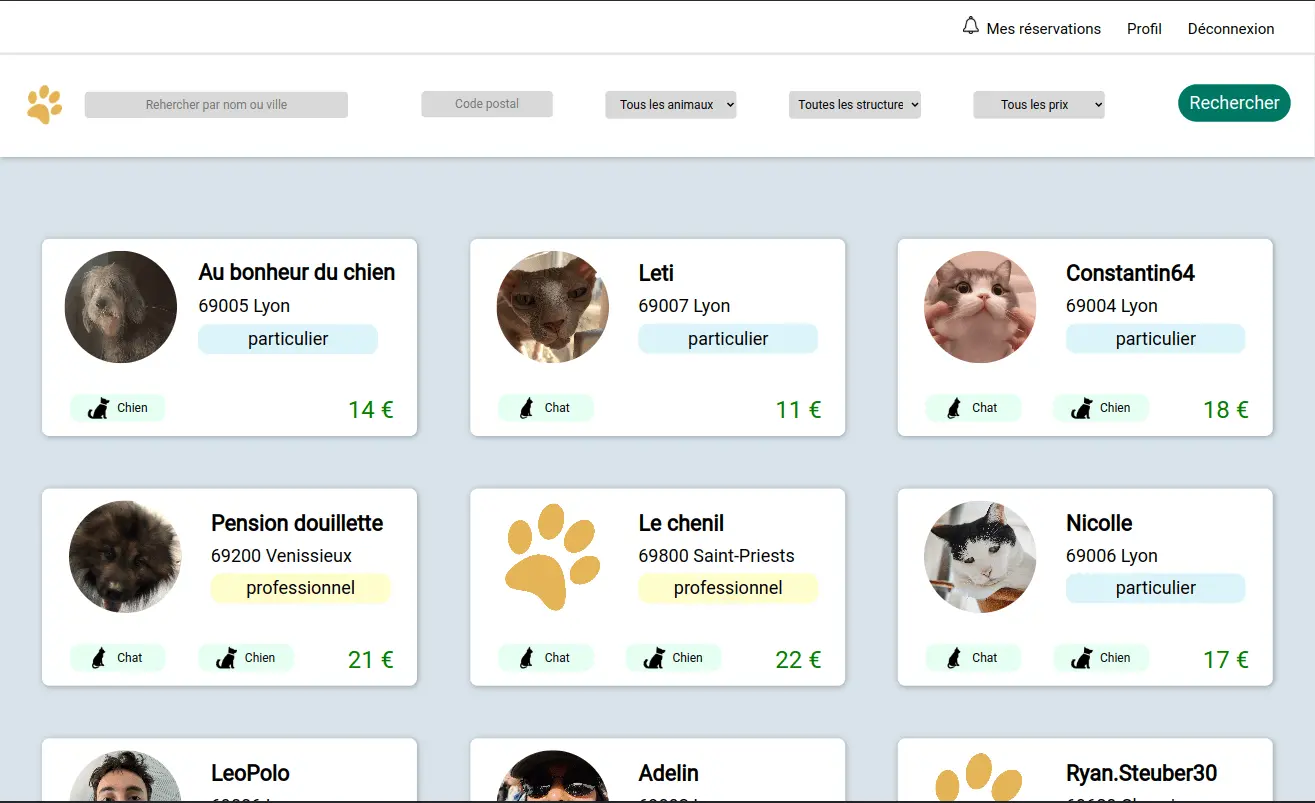 Mes réservations Profil Déconnexion
Rehercher par nom ou ville Code postal Tous les animaux Toutes les structure Tous les prix Rechercher
Au bonheur du chien
69005 Lyon
particulier
Chien 14 €
Leti
69007 Lyon
particulier
Chat 11 €
Constantin64
69004 Lyon
particulier
Chat Chien 18 €
Pension douillette
69200 Venissieux
professionnel
Chat Chien 21 €
Le chenil
69800 Saint-Priests
professionnel
Chat Chien 22 €
Nicolle
69006 Lyon
particulier
Chat Chien 17 €
LeoPolo
Adelin
Ryan.Steuber30